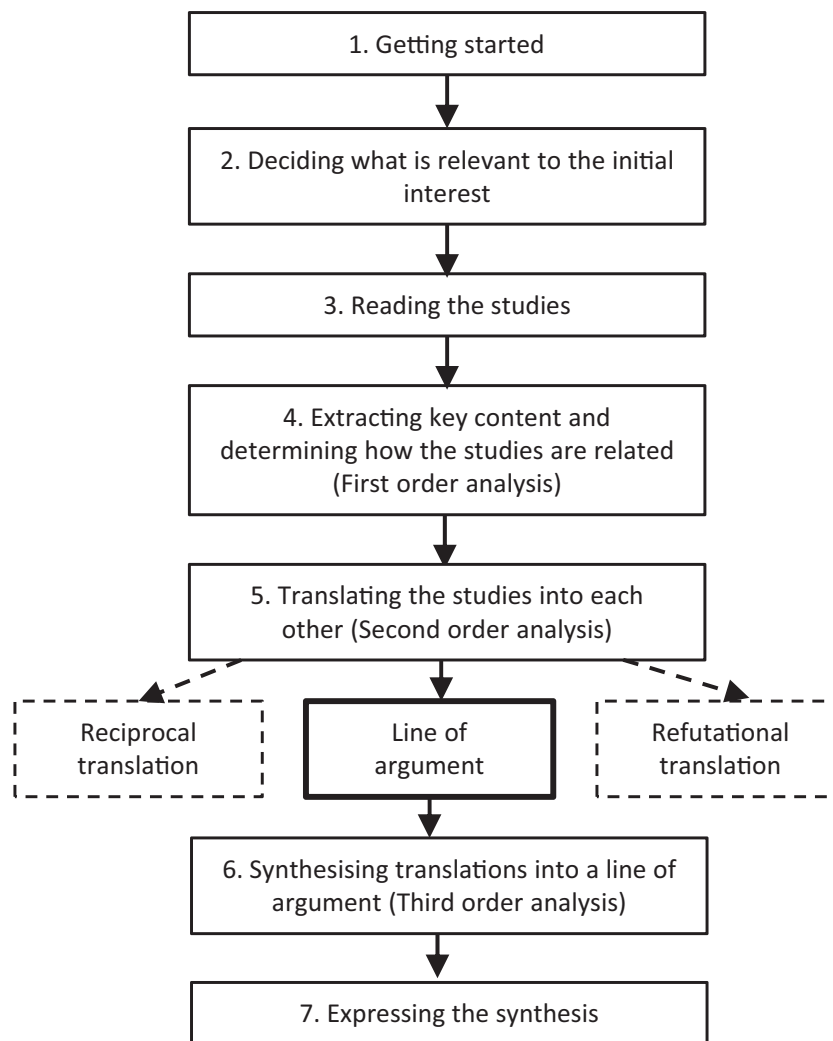 1. Getting started
2. Deciding what is relevant to the initial
interest
3. Reading the studies
4. Extracting key content and
determining how the studies are related
(First order analysis)
5. Translating the studies into each
other (Second order analysis)
Reciprocal
translation
Line of
argument
Refutational
translation
6. Synthesising translations into a line of
argument (Third order analysis)
7. Expressing the synthesis